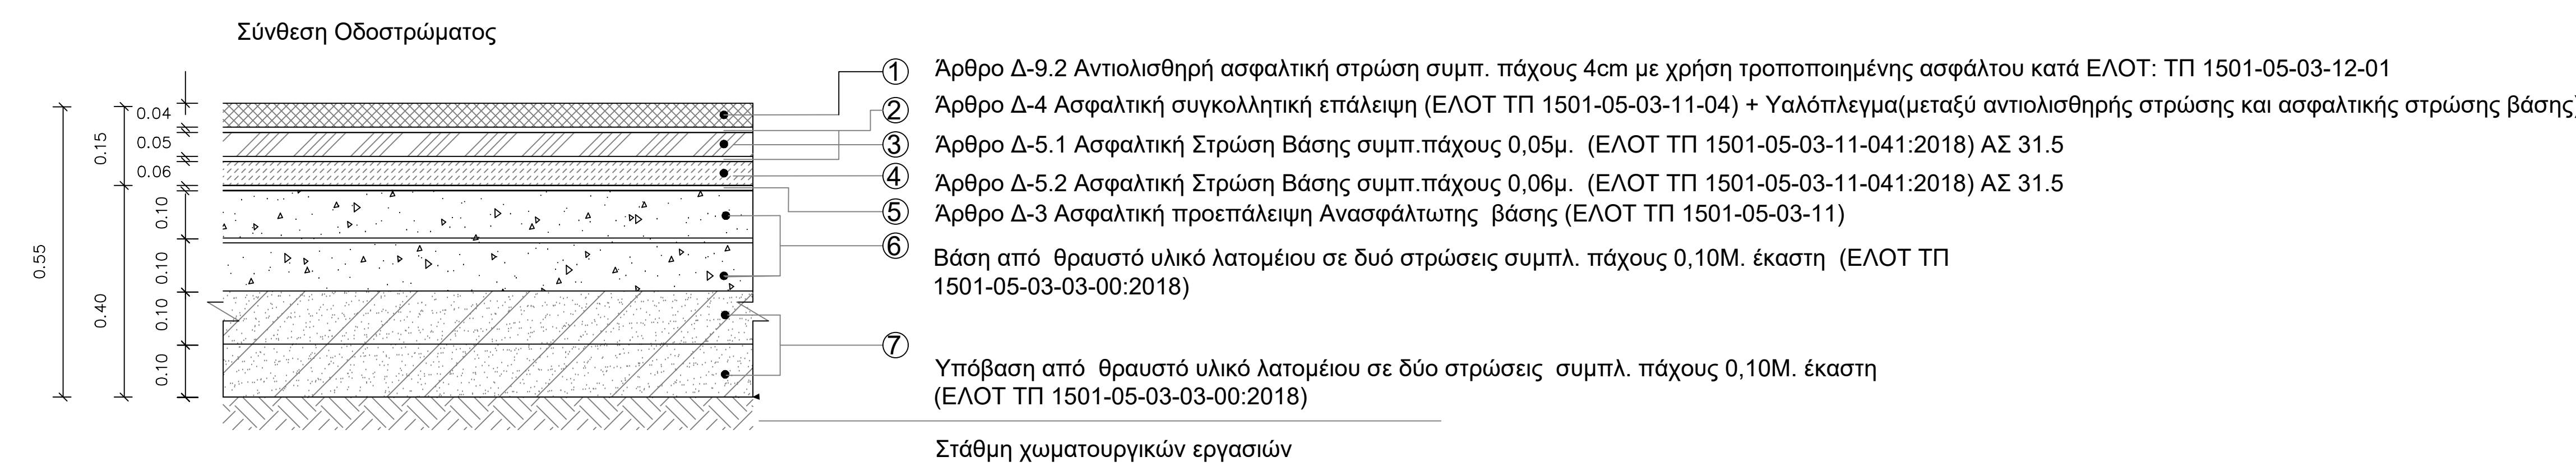 Σύνθεση Οδοστρώματος
① Άρθρο Δ-9.2 Αντιολισθηρή ασφαλτική στρώση συμπ. πάχους 4cm με χρήση τροποποιημένης ασφάλτου κατά ΕΛΟΤ: ΤΠ 1501-05-03-12-01
② Άρθρο Δ-4 Ασφαλτική συγκολλητική επάλειψη (ΕΛΟΤ ΤΠ 1501-05-03-11-04) + Υαλόπλεγμα(μεταξύ αντιολισθηρής στρώσης και ασφαλτικής στρώσης βάσης)
③ Άρθρο Δ-5.1 Ασφαλτική Στρώση Βάσης συμπ.πάχους 0,05μ. (ΕΛΟΤ ΤΠ 1501-05-03-11-041:2018) ΑΣ 31.5
④ Άρθρο Δ-5.2 Ασφαλτική Στρώση Βάσης συμπ.πάχους 0,06μ. (ΕΛΟΤ ΤΠ 1501-05-03-11-041:2018) ΑΣ 31.5
⑤ Άρθρο Δ-3 Ασφαλτική προεπάλειψη Ανασφάλτωτης βάσης (ΕΛΟΤ ΤΠ 1501-05-03-11)
⑥ Βάση από θραυστό υλικό λατομέιου σε δυό στρώσεις συμπλ. πάχους 0,10Μ. έκαστη (ΕΛΟΤ ΤΠ
1501-05-03-03-00:2018)
⑦ Υπόβαση από θραυστό υλικό λατομέιου σε δύο στρώσεις συμπλ. πάχους 0,10Μ. έκαστη
(ΕΛΟΤ ΤΠ 1501-05-03-03-00:2018)
Στάθμη χωματουργικών εργασιών
0.04
0.05
0.06
0.10
0.10
0.10
0.10
0.15
0.40
0.55